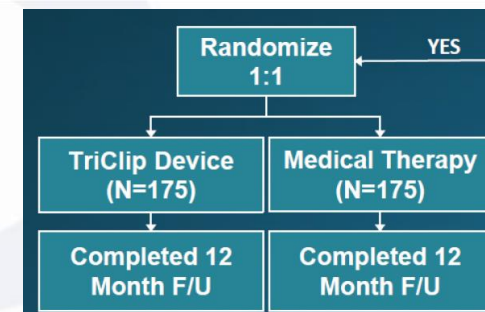 Randomize
1:1
YES
TriClip Device
(N=175)
Medical Therapy
(N=175)
Completed 12
Month F/U
Completed 12
Month F/U